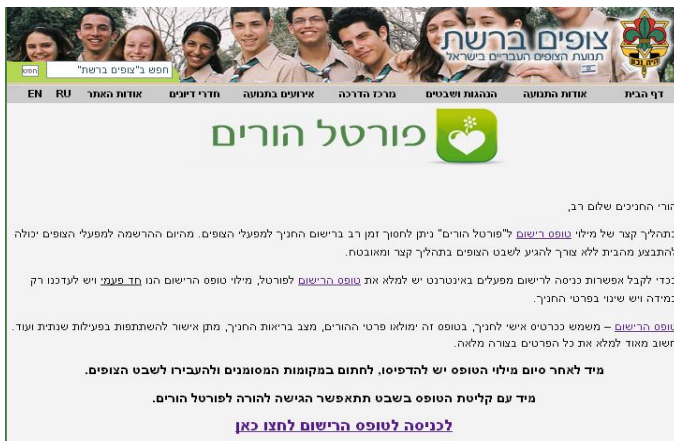 צופים ברשת
תנועת הצופים העבריים בישראל
היה נכון
חפש ב"צופים ברשת"
חפש
דף הבית
אודות התנועה
הנהגות ושבטים
מרכז הדרכה
אירועים בתנועה
חדרי דיונים
אודות האתר
RU
EN
פורטל הורים
הורי החניכים שלום רב,
בתהליך קצר של מילוי טופס רישום ל"פורטל הורים" ניתן לחסוך זמן רב ברישום החניך למפעלי הצופים. מהיום ההרשמה למפעלי הצופים יכולה
להתבצע מהבית ללא צורך להגיע לשבט הצופים בתהליך קצר ומאובטח.
בכדי לקבל אפשרות כניסה לרישום מפעלים באינטרנט יש למלא את טופס הרישום לפורטל, מילוי טופס הרישום הנו חד פעמי ויש לעדכנו רק
במידה ויש שינוי בפרטי החניך.
טופס הרישום – משמש ככרטיס אישי לחניך, בטופס זה ימולאו פרטי ההורים, מצב בריאות החניך, מתן אישור להשתתפות בפעילות שנתית ועוד.
חשוב מאוד למלא את כל הפרטים בצורה מלאה.
מיד לאחר סיום מילוי הטופס יש להדפיסו, לחתום במקומות המסומנים ולהעבירו לשבט הצופים.
מיד עם קליטת הטופס בשבט תתאפשר הגישה להורה לפורטל הורים.
לכניסה לטופס הרישום לחצו כאן